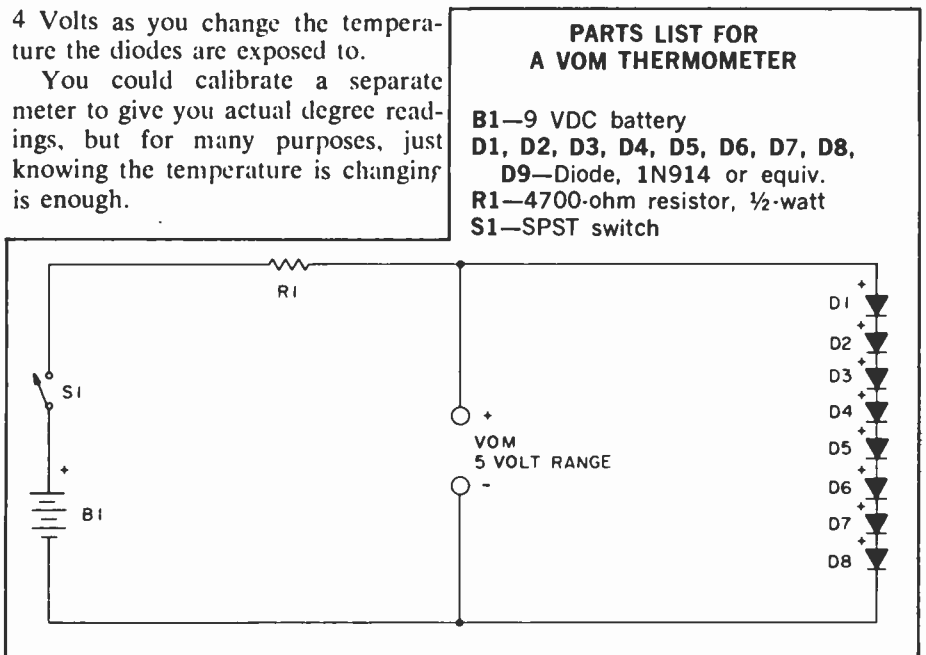 4 Volts as you change the tempera-
ture the diodes are exposed to.
You could calibrate a separate
meter to give you actual degree read-
ings, but for many purposes, just
knowing the temperature is changing
is enough.
PARTS LIST FOR
A VOM THERMOMETER
B1—9 VDC battery
D1, D2, D3, D4, D5, D6, D7, D8,
D9—Diode, 1N914 or equiv.
R1—4700-ohm resistor, ½-watt
S1—SPST switch
R1
S1
+
B1
+
VOM
5 VOLT RANGE
-
+
D1
+
D2
+
D3
+
D4
+
D5
+
D6
+
D7
+
D8